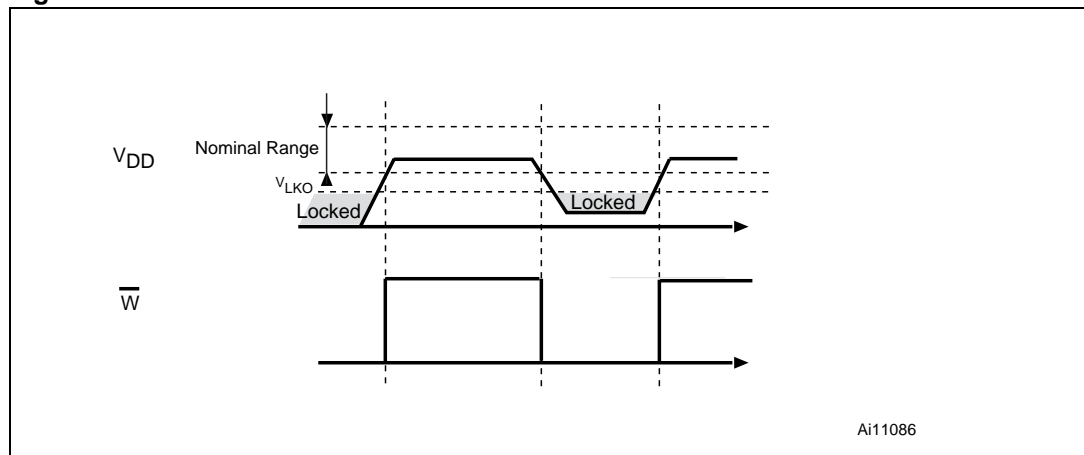 Nominal Range
VDD
VLKO
Locked
Locked
W
Ai11086